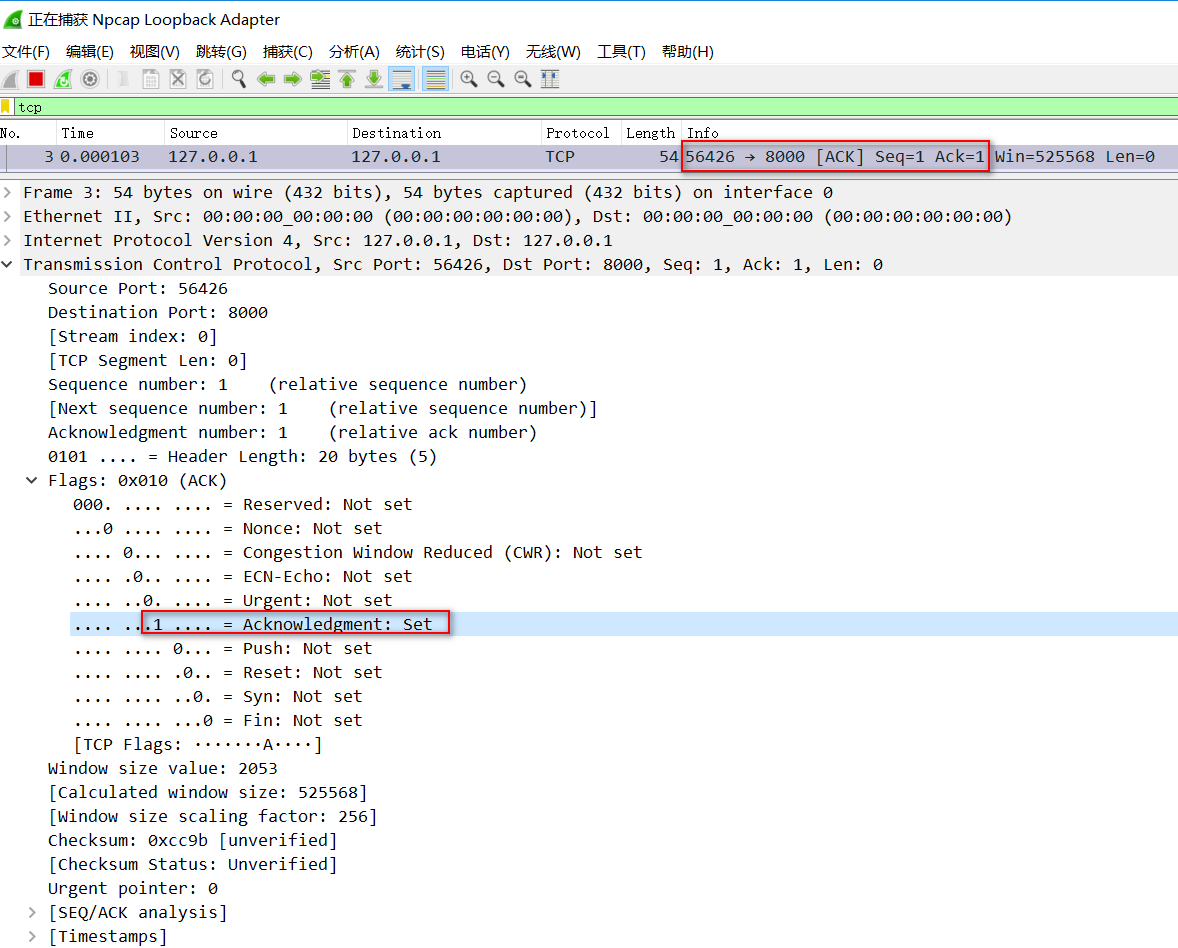 正在捕获 Npcap Loopback Adapter
文件(F) 编辑(E) 视图(V) 跳转(G) 捕获(C) 分析(A) 统计(S) 电话(Y) 无线(W) 工具(T) 帮助(H)
tcp
No. Time Source Destination Protocol Length Info
3 0.000103 127.0.0.1 127.0.0.1 TCP 54 56426 → 8000 [ACK] Seq=1 Ack=1 Win=525568 Len=0
Frame 3: 54 bytes on wire (432 bits), 54 bytes captured (432 bits) on interface 0
Ethernet II, Src: 00:00:00_00:00:00 (00:00:00:00:00:00), Dst: 00:00:00_00:00:00 (00:00:00:00:00:00)
Internet Protocol Version 4, Src: 127.0.0.1, Dst: 127.0.0.1
Transmission Control Protocol, Src Port: 56426, Dst Port: 8000, Seq: 1, Ack: 1, Len: 0
Source Port: 56426
Destination Port: 8000
[Stream index: 0]
[TCP Segment Len: 0]
Sequence number: 1    (relative sequence number)
[Next sequence number: 1    (relative sequence number)]
Acknowledgment number: 1    (relative ack number)
0101 .... = Header Length: 20 bytes (5)
Flags: 0x010 (ACK)
000. .... .... = Reserved: Not set
...0 .... .... = Nonce: Not set
.... 0... .... = Congestion Window Reduced (CWR): Not set
.... .0.. .... = ECN-Echo: Not set
.... ..0. .... = Urgent: Not set
.... ...1 .... = Acknowledgment: Set
.... .... 0... = Push: Not set
.... .... .0.. = Reset: Not set
.... .... ..0. = Syn: Not set
.... .... ...0 = Fin: Not set
[TCP Flags: ·······A····]
Window size value: 2053
[Calculated window size: 525568]
[Window size scaling factor: 256]
Checksum: 0xcc9b [unverified]
[Checksum Status: Unverified]
Urgent pointer: 0
[SEQ/ACK analysis]
[Timestamps]